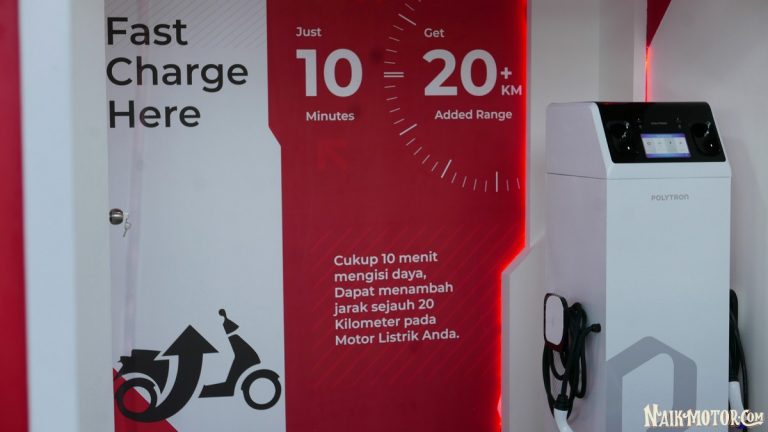 Fast
Charge
Here
Just
10
Minutes
=
Get
20+
KM
Added Range
Cukup 10 menit
mengisi daya,
Dapat menambah
jarak sejauh 20
Kilometer pada
Motor Listrik Anda.
POLYTRON
NAIK-MOTOR.COM